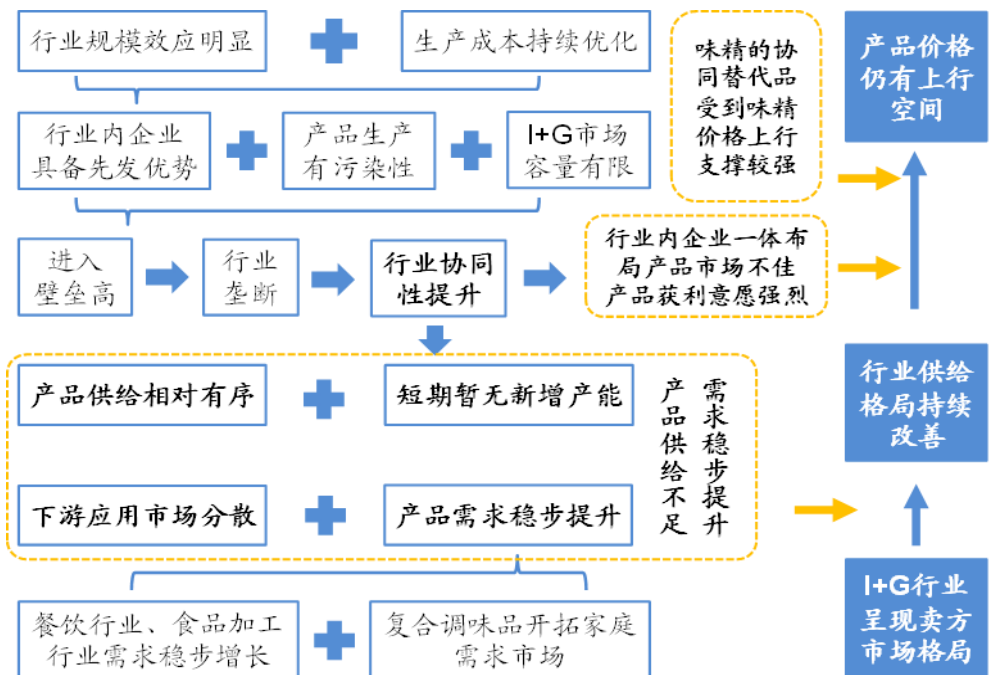 行业规模效应明显
生产成本持续优化
味精的协
同替代品
受到味精
价格上行
支撑较强
产品价格
仍有上行
空间
行业内企业
具备先发优势
产品生产
有污染性
I+G市场
容量有限
进入
壁垒高
行业
垄断
行业协同
性提升
行业内企业一体布
局产品市场不佳
产品获利意愿强烈
产品供给相对有序
短期暂无新增产能
需求稳步提升
产品供给不足
行业供给
格局持续
改善
下游应用市场分散
产品需求稳步提升
餐饮行业、食品加工
行业需求稳步增长
复合调味品开拓家庭
需求市场
I+G行业
呈现卖方
市场格局